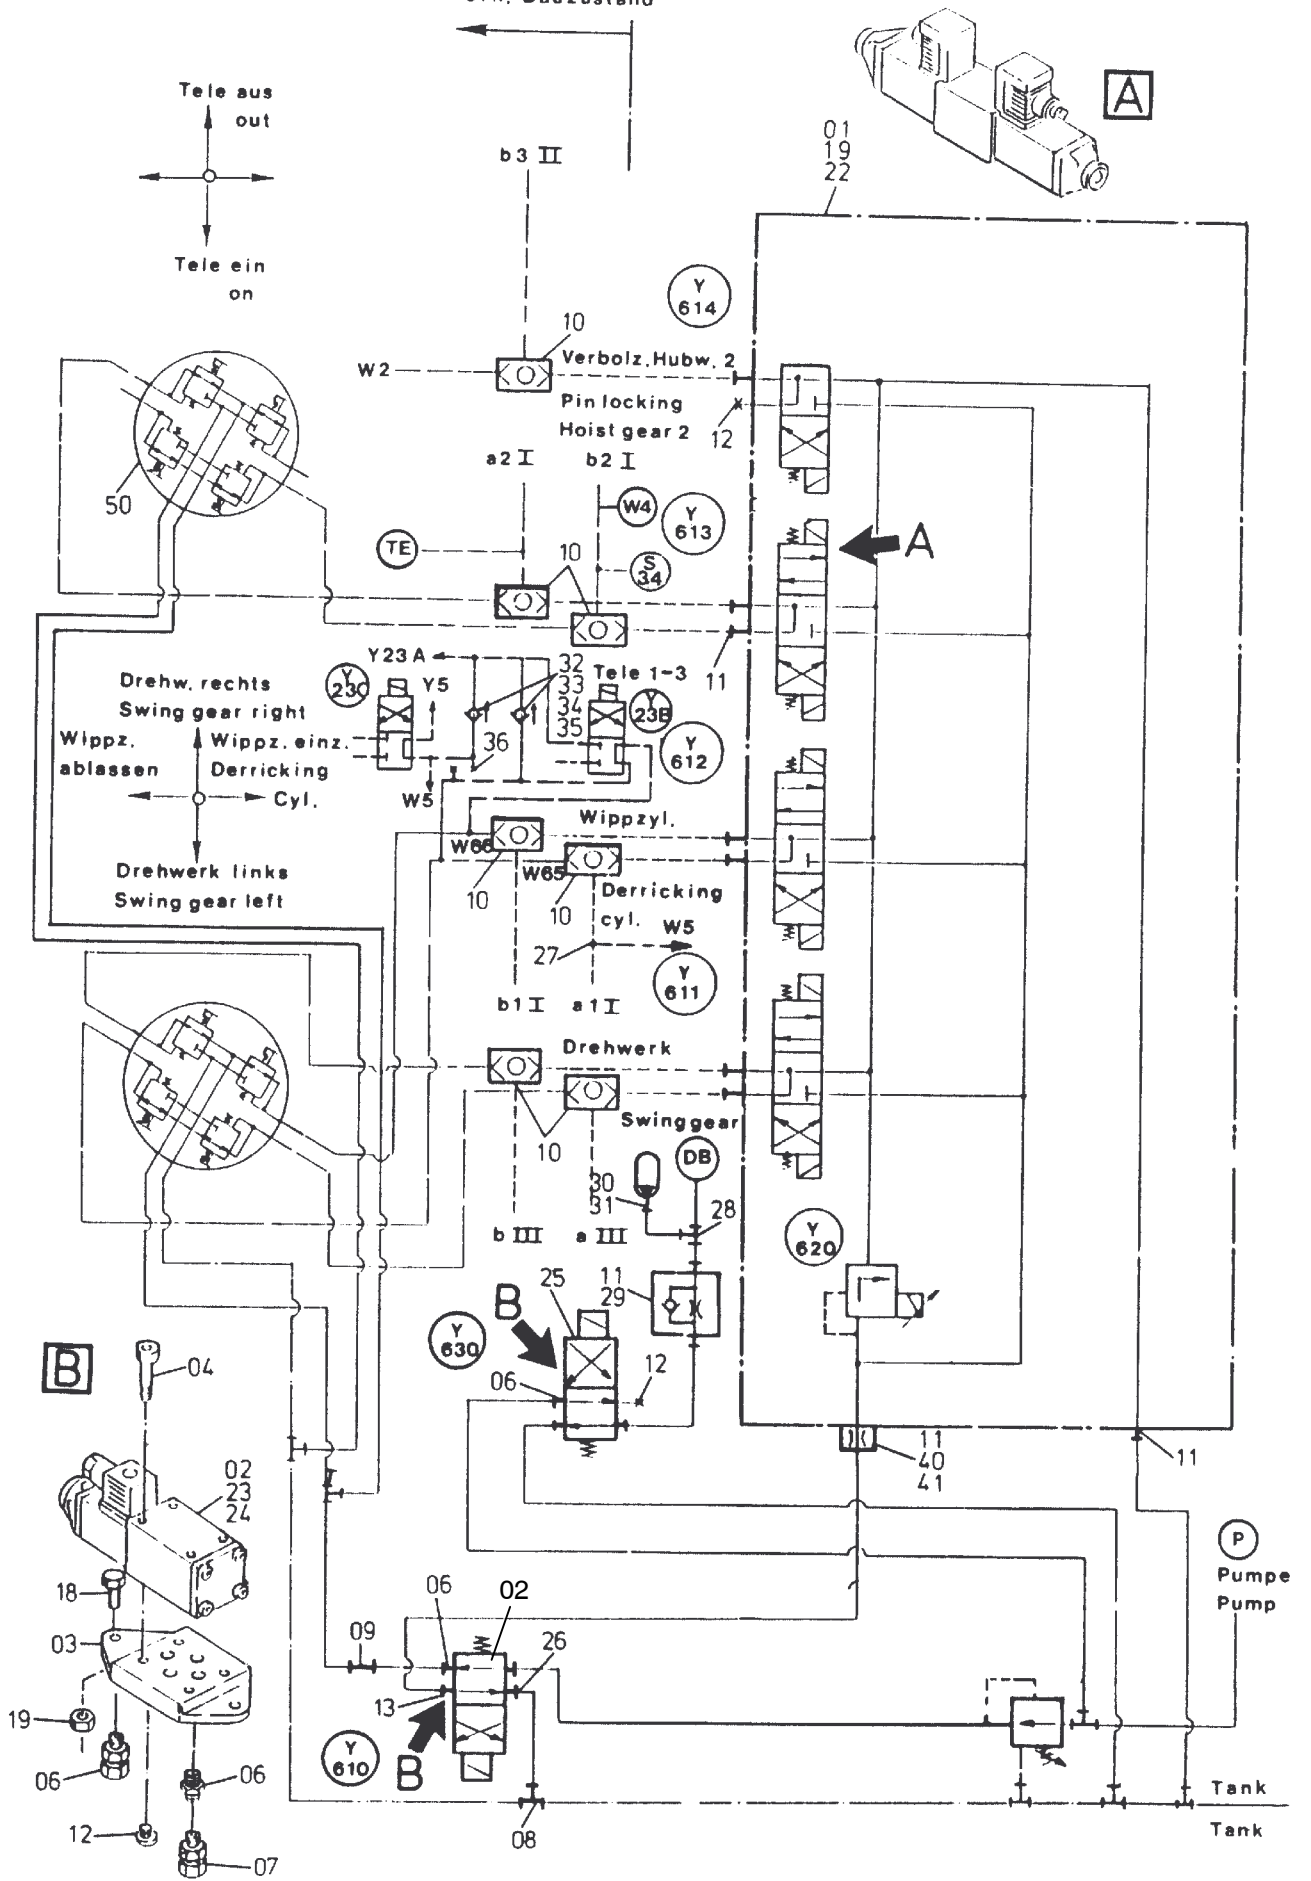 Tele aus
out
Tele ein
on
b3 II
A
01
19
22
Y
614
10
W2
Verbolz, Hubw. 2
Pin locking
Hoist gear 2
12
50
a2 I
b2 I
W4
Y
613
TE
10
S
34
A
11
Y23 A
Y
23C
Y5
32
33
34
35
36
Tele 1-3
Y
23B
Y
612
W5
Drehw. rechts
Swing gear right
Wippz.
ablassen
Wippz. einz.
Derricking
Cyl.
Drehwerk links
Swing gear left
Wippzyl.
W66
W65
10
10
Derricking
cyl.
W5
27
Y
611
b1 I
a1 I
Drehwerk
Swing gear
10
30
31
DB
28
b III
a III
Y
620
25
11
29
B
Y
630
06
12
11
40
41
11
B
04
02
23
24
18
03
19
06
12
06
07
P
Pumpe
Pump
06
02
09
26
13
Y
610
B
08
Tank
Tank